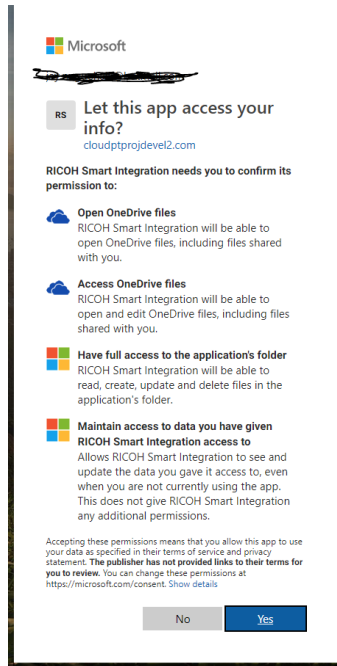 Microsoft
RS
Let this app access your
info?
cloudptprojdevel2.com
RICOH Smart Integration needs you to confirm its
permission to:
Open OneDrive files
RICOH Smart Integration will be able to
open OneDrive files, including files shared
with you.
Access OneDrive files
RICOH Smart Integration will be able to
open and edit OneDrive files, including files
shared with you.
Have full access to the application's folder
RICOH Smart Integration will be able to
read, create, update and delete files in the
application's folder.
Maintain access to data you have given
RICOH Smart Integration access to
Allows RICOH Smart Integration to see and
update the data you gave it access to, even
when you are not currently using the app.
This does not give RICOH Smart Integration
any additional permissions.
Accepting these permissions means that you allow this app to use
your data as specified in their terms of service and privacy
statement. The publisher has not provided links to their terms for
you to review. You can change these permissions at
https://microsoft.com/consent. Show details
No
Yes